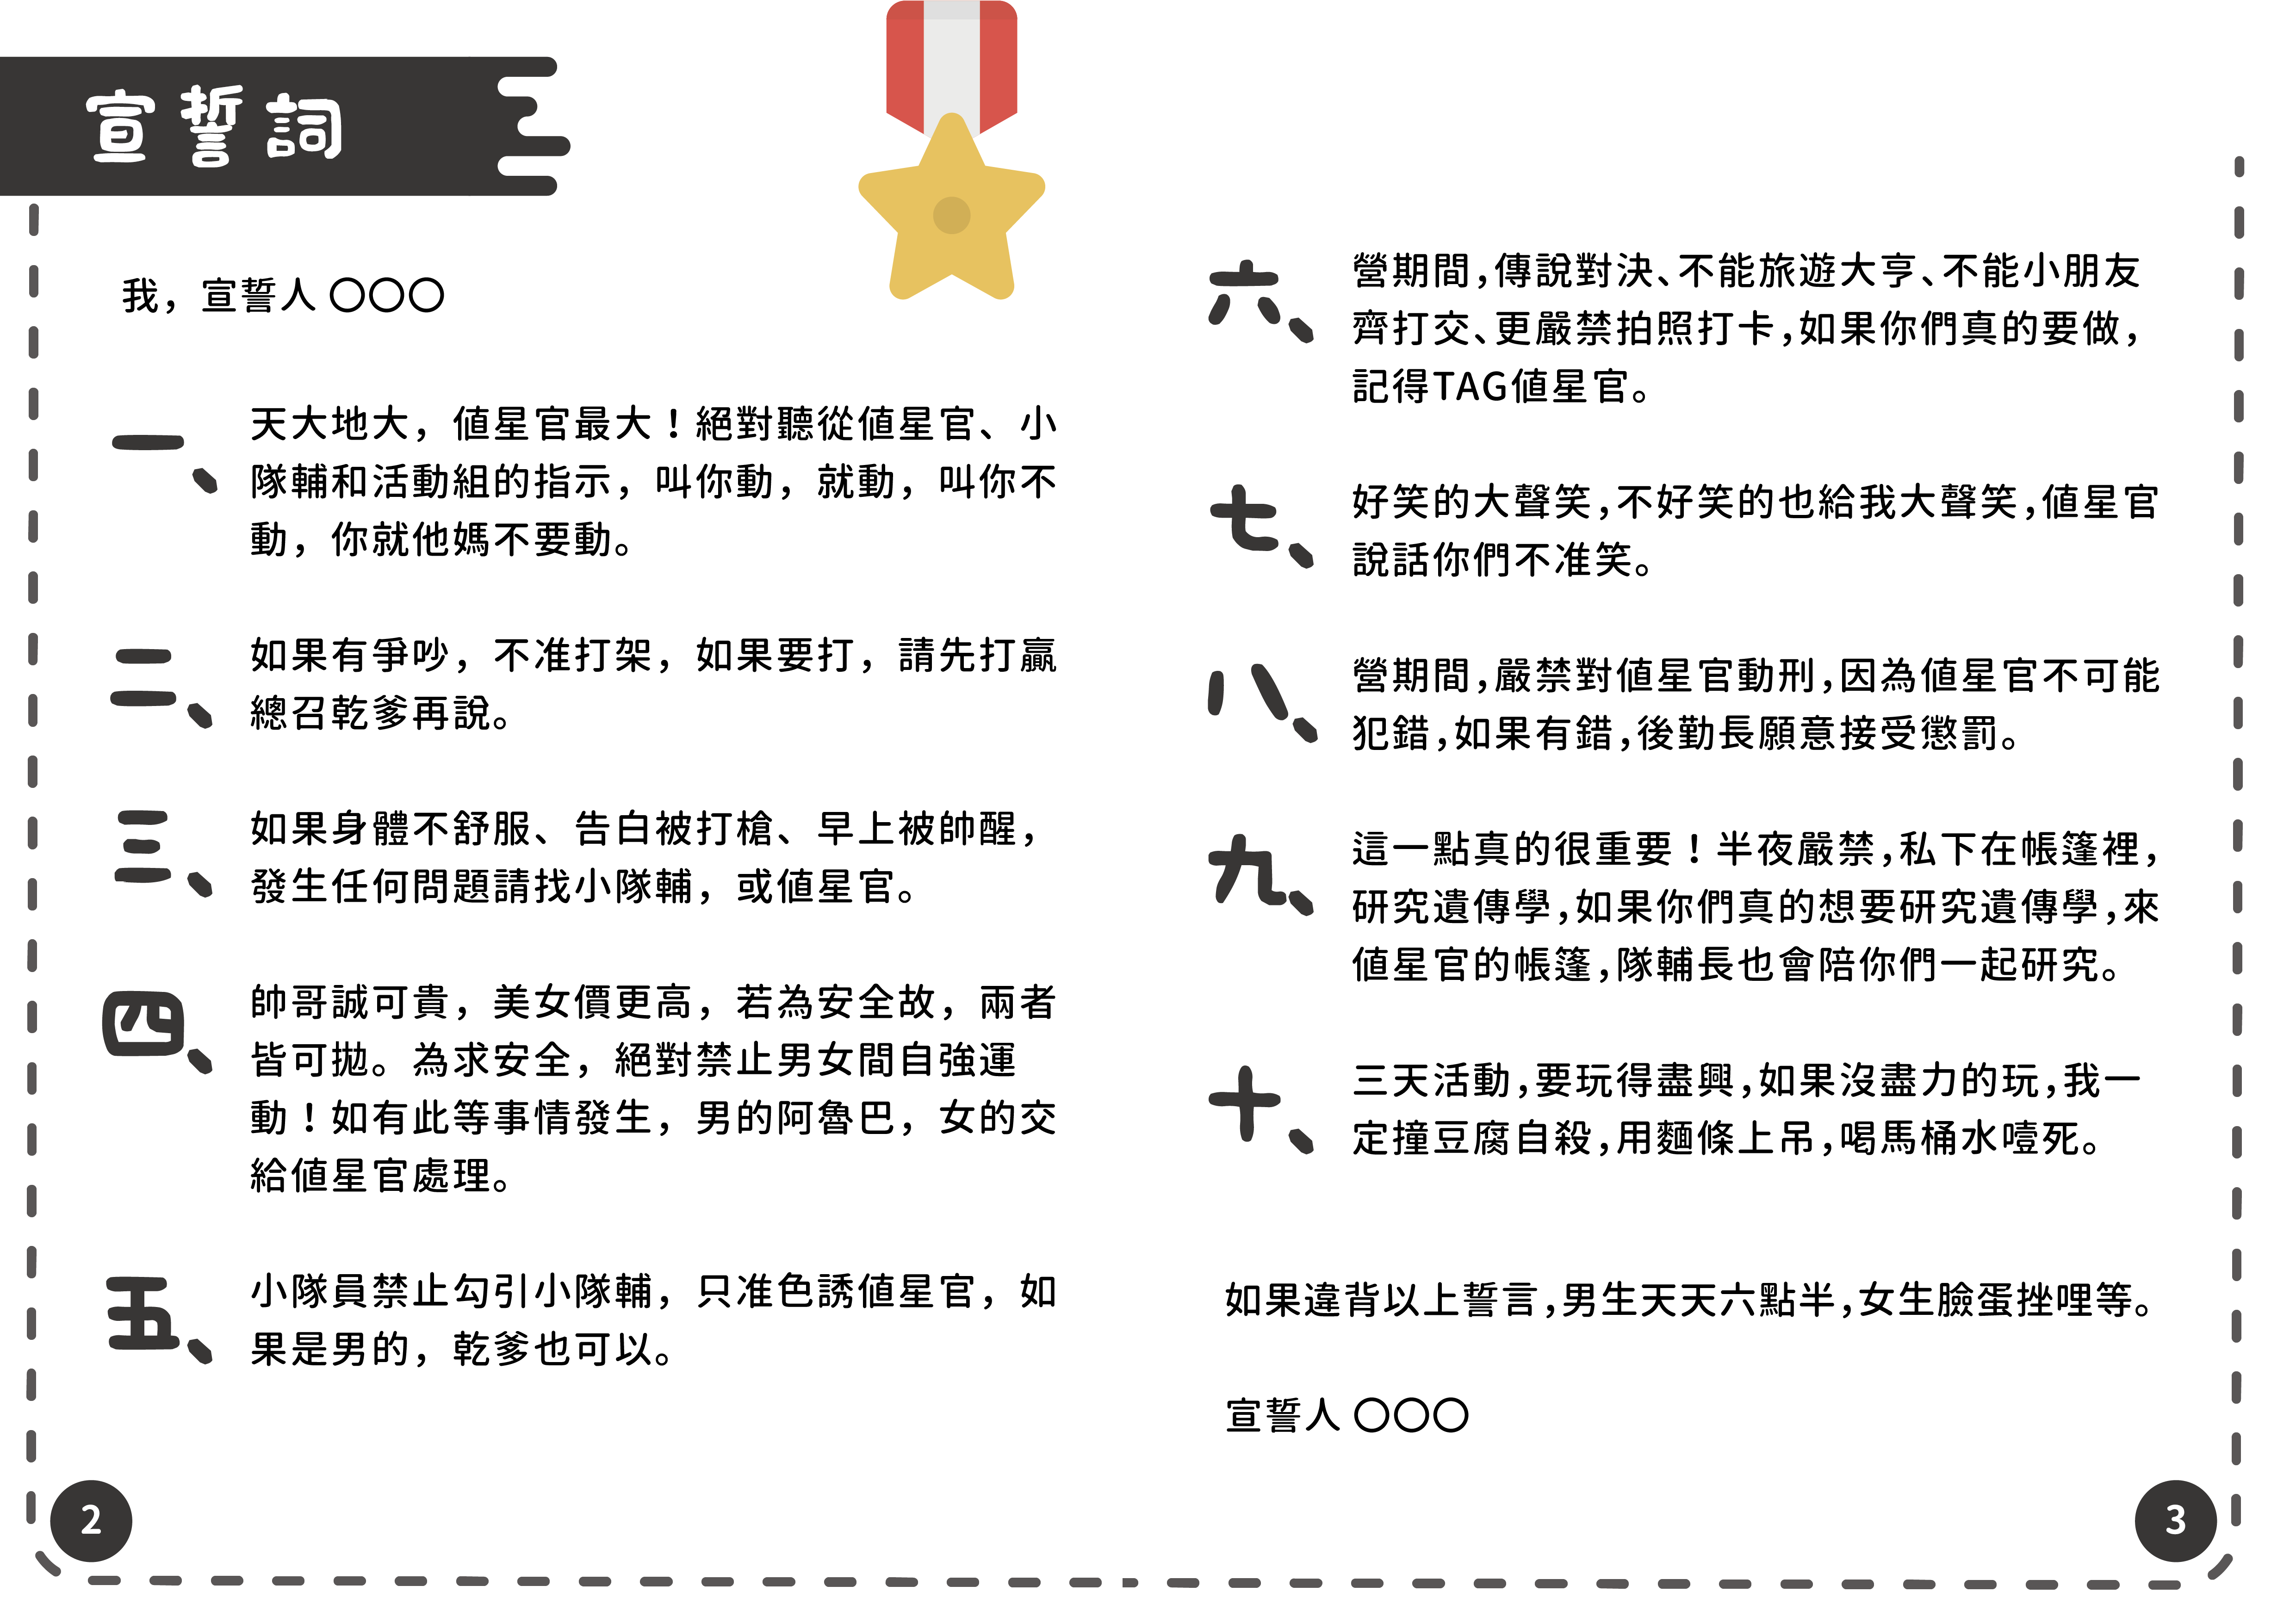 宣誓詞
我，宣誓人 〇〇〇
一、
天大地大，值星官最大！絕對聽從值星官、小
隊輔和活動組的指示，叫你動，就動，叫你不
動，你就他媽不要動。
二、
如果有爭吵，不准打架，如果要打，請先打贏
總召乾爹再說。
三、
如果身體不舒服、告白被打槍、早上被帥醒，
發生任何問題請找小隊輔，或值星官。
四、
帥哥誠可貴，美女價更高，若為安全故，兩者
皆可拋。為求安全，絕對禁止男女間自強運
動！如有此等事情發生，男的阿魯巴，女的交
給值星官處理。
五、
小隊員禁止勾引小隊輔，只准色誘值星官，如
果是男的，乾爹也可以。
2
六、
營期間，傳說對決、不能旅遊大亨、不能小朋友
齊打交、更嚴禁拍照打卡，如果你們真的要做，
記得TAG值星官。
七、
好笑的大聲笑，不好笑的也給我大聲笑，值星官
說話你們不准笑。
八、
營期間，嚴禁對值星官動刑，因為值星官不可能
犯錯，如果有錯，後勤長願意接受懲罰。
九、
這一點真的很重要！半夜嚴禁，私下在帳篷裡，
研究遺傳學，如果你們真的想要研究遺傳學，來
值星官的帳篷，隊輔長也會陪你們一起研究。
十、
三天活動，要玩得盡興，如果沒盡力的玩，我一
定撞豆腐自殺，用麵條上吊，喝馬桶水噎死。
如果違背以上誓言，男生天天六點半，女生臉蛋挫哩等。
宣誓人 〇〇〇
3